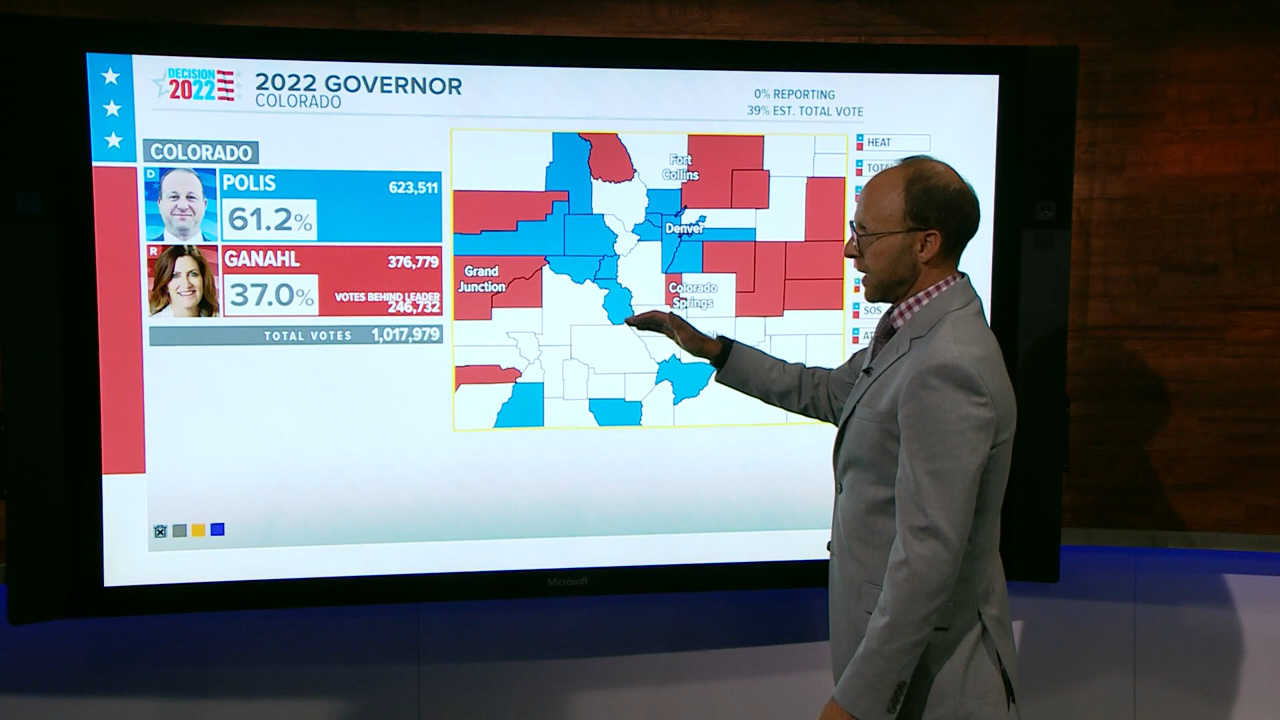 DECISION
2022
2022 GOVERNOR
COLORADO
0% REPORTING
39% EST. TOTAL VOTE
COLORADO
D
POLIS
623,511
61.2%
R
GANAHL
376,779
37.0%
VOTES BEHIND LEADER
246,732
TOTAL VOTES 1,017,979
Fort
Collins
Denver
Grand
Junction
Colorado
Springs
HEAT
SOS
Microsoft